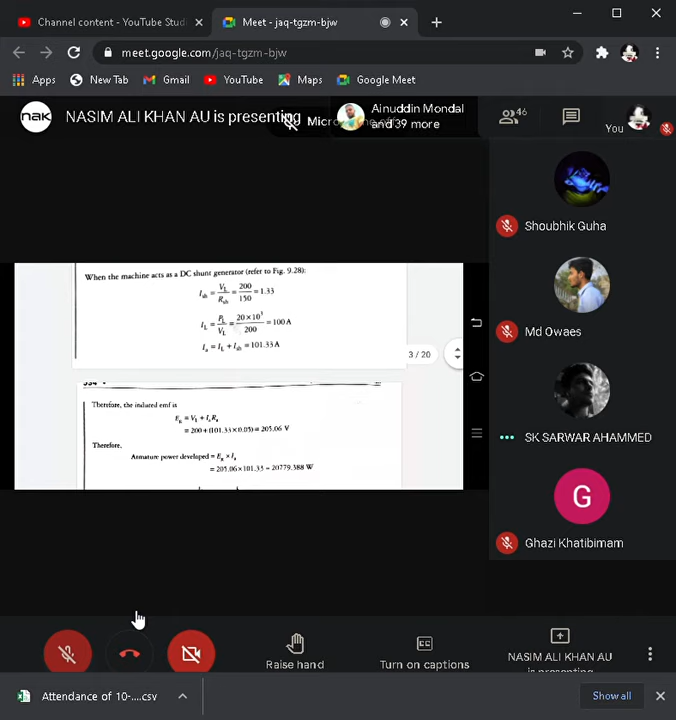 Channel content - YouTube Studi
Meet - jaq-tgzm-bjw
meet.google.com/jaq-tgzm-bjw
Apps New Tab Gmail YouTube Maps Google Meet
nak NASIM ALI KHAN AU is presenting
Ainuddin Mondal
and 39 more
46
You
Shoubhik Guha
Md Owaes
SK SARWAR AHAMMED
G
Ghazi Khatibimam
When the machine acts as a DC shunt generator (refer to Fig. 9.28):
I_sh = V_L / R_sh = 200 / 150 = 1.33
I_L = P_L / V_L = 20×10³ / 200 = 100 A
I_a = I_L + I_sh = 101.33 A
3 / 20
Therefore, the induced emf is
E_g = V_L + I_a R_a
= 200 + (101.33 × 0.05) = 205.06 V
Therefore,
Armature power developed = E_g × I_a
= 205.06 × 101.33 = 20779.388 W
Raise hand
Turn on captions
NASIM ALI KHAN AU
is presenting
Attendance of 10-....csv
Show all